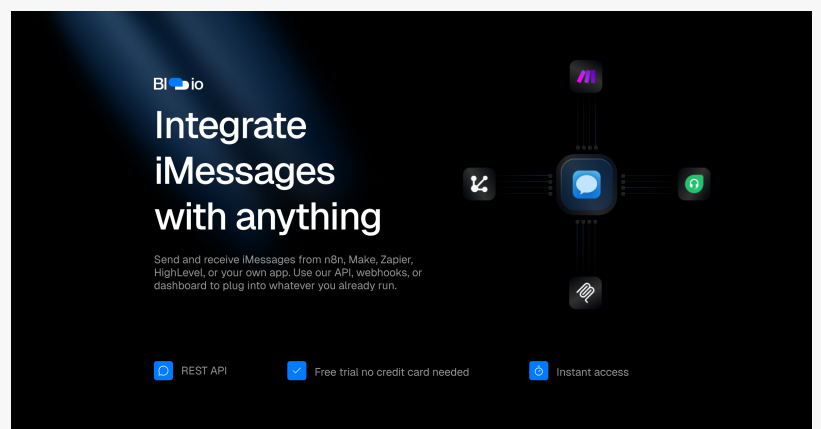 Bl io
Integrate
iMessages
with anything
Send and receive iMessages from n8n, Make, Zapier,
HighLevel, or your own app. Use our API, webhooks, or
dashboard to plug into whatever you already run.
REST API
Free trial no credit card needed
Instant access